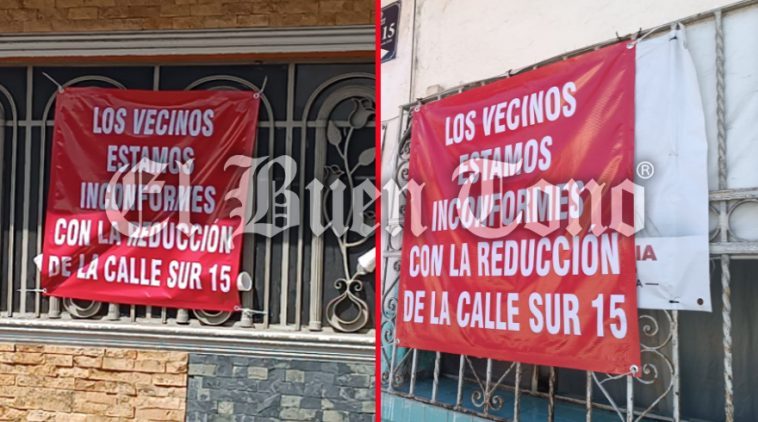 LOS VECINOS
ESTAMOS
INCONFORMES
CON LA REDUCCIÓN
DE LA CALLE SUR 15
15
LOS VECINOS
ESTAMOS
INCONFORMES
CON LA REDUCCIÓN
DE LA CALLE SUR 15
El Buen Tono®